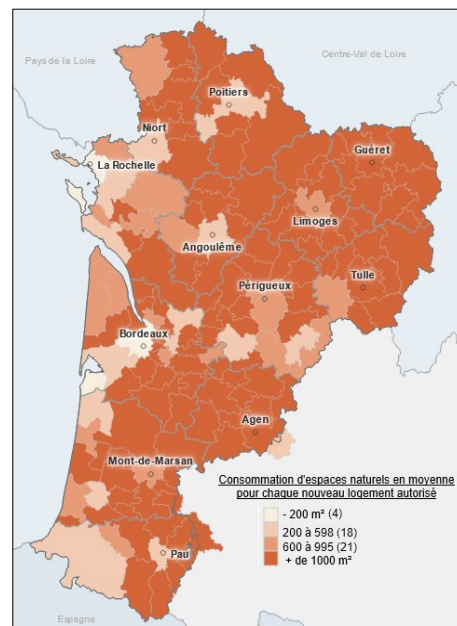 Pays de la Loire
Centre-Val de Loire
Poitiers
Niort
La Rochelle
Guéret
Limoges
Angoulême
Tulle
Périgueux
Bordeaux
Agen
Mont-de-Marsan
Pau
Espagne
Consommation d'espaces naturels en moyenne
pour chaque nouveau logement autorisé
- 200 m² (4)
200 à 598 (18)
600 à 995 (21)
+ de 1000 m²